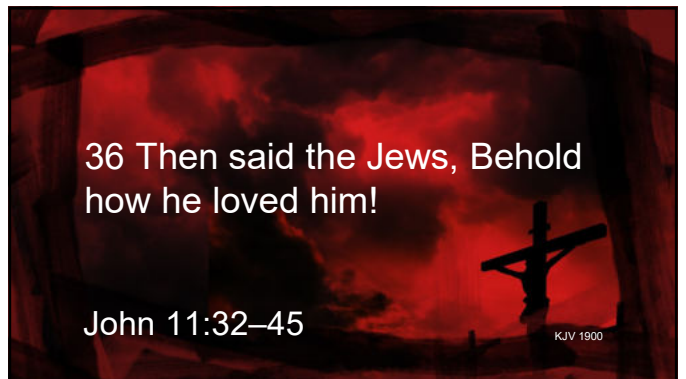 36 Then said the Jews, Behold
how he loved him!
John 11:32–45
KJV 1900